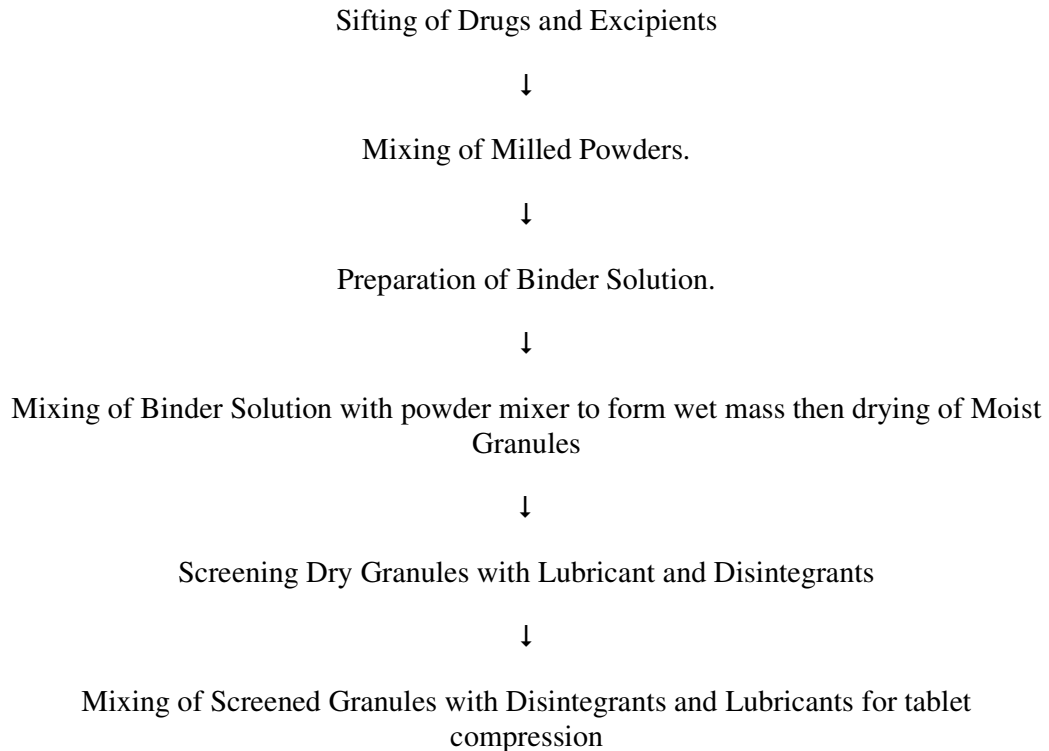 Sifting of Drugs and Excipients
↓
Mixing of Milled Powders.
↓
Preparation of Binder Solution.
↓
Mixing of Binder Solution with powder mixer to form wet mass then drying of Moist
Granules
↓
Screening Dry Granules with Lubricant and Disintegrants
↓
Mixing of Screened Granules with Disintegrants and Lubricants for tablet
compression